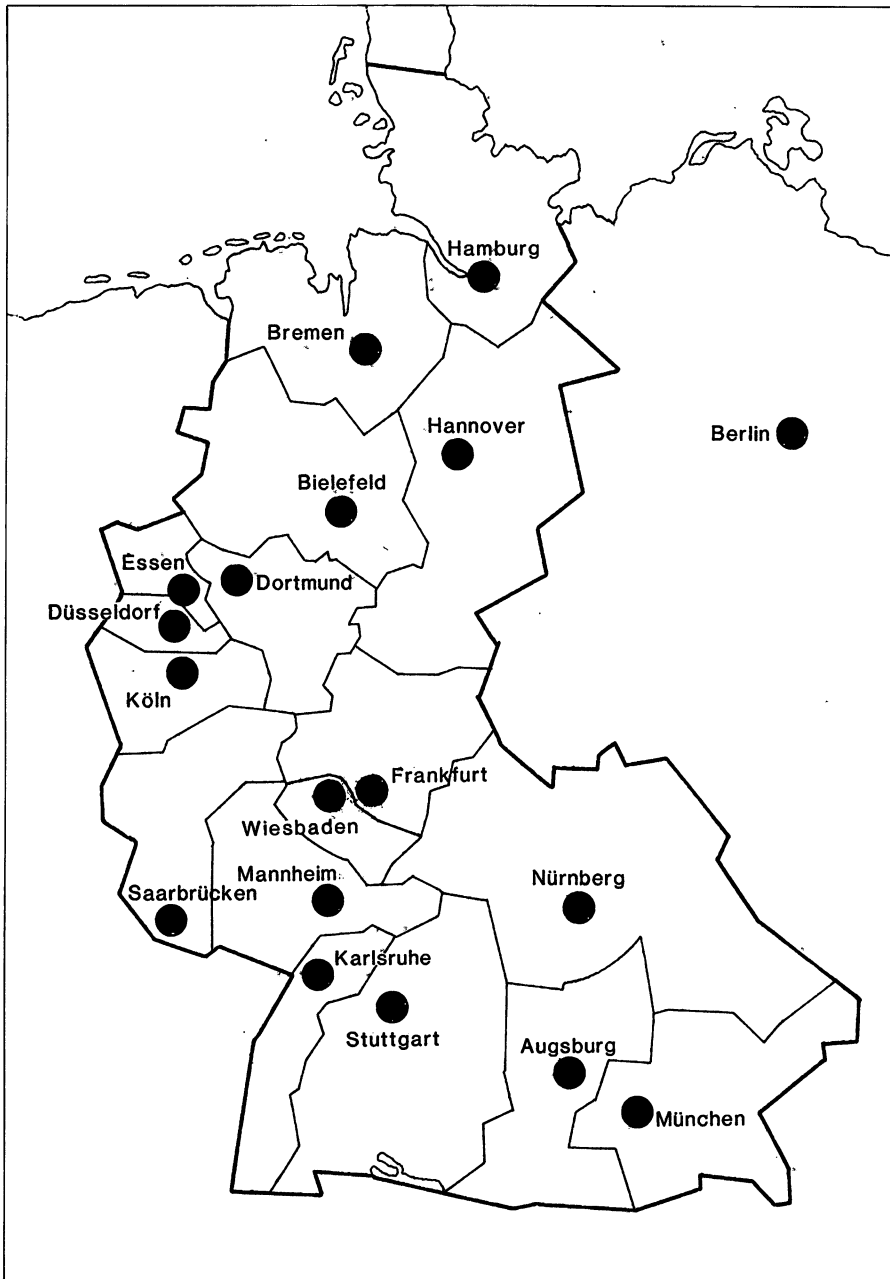 Hamburg
Bremen
Hannover
Berlin
Bielefeld
Essen
Dortmund
Düsseldorf
Köln
Frankfurt
Wiesbaden
Mannheim
Nürnberg
Saarbrücken
Karlsruhe
Stuttgart
Augsburg
München